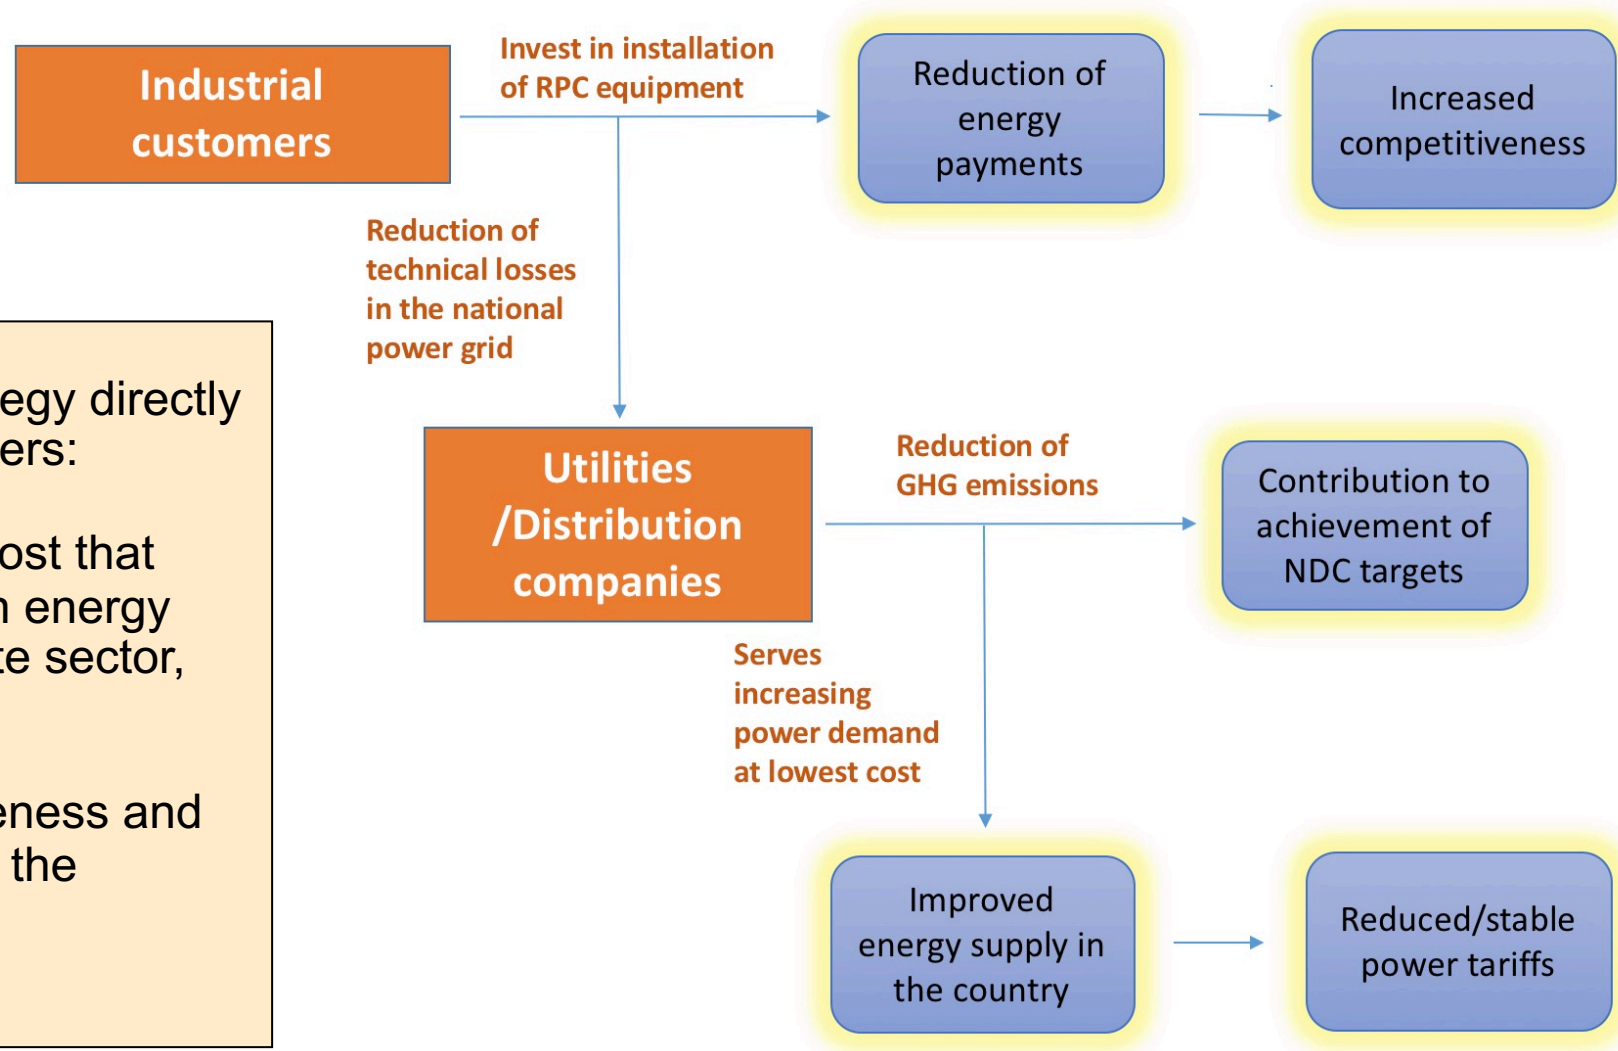 Industrial
customers
Invest in installation
of RPC equipment
Reduction of
energy
payments
Increased
competitiveness
Reduction of
technical losses
in the national
power grid
directly
ers:
ost that
energy
sector,
eness and
the
Utilities
/Distribution
companies
Reduction of
GHG emissions
Contribution to
achievement of
NDC targets
Serves
increasing
power demand
at lowest cost
Improved
energy supply in
the country
Reduced/stable
power tariffs